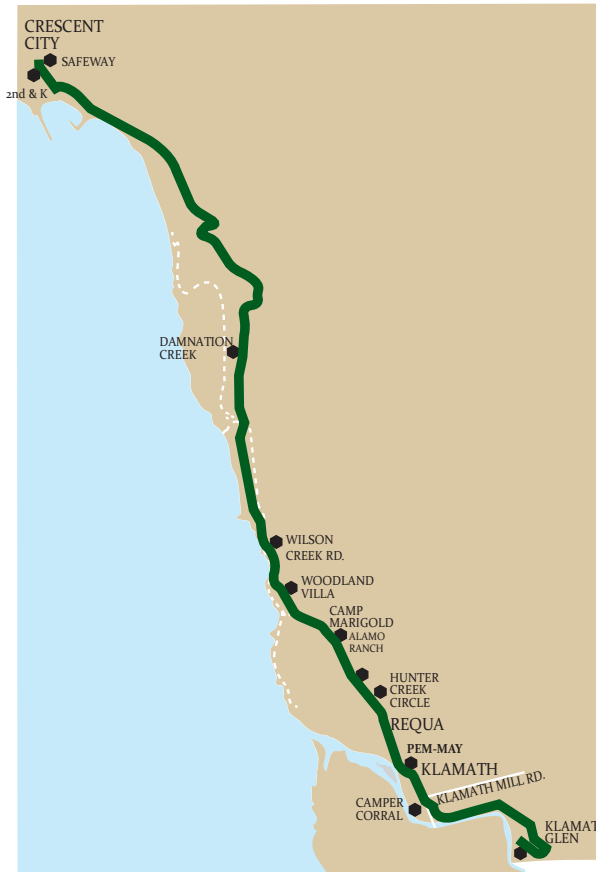 CRESCENT
CITY
SAFEWAY
2nd & K
DAMNATION
CREEK
WILSON
CREEK RD.
WOODLAND
VILLA
CAMP
MARIGOLD
ALAMO
RANCH
HUNTER
CREEK
CIRCLE
REQUA
PEM-MAY
KLAMATH
KLAMATH MILL RD.
CAMPER
CORRAL
KLAMAT
GLEN